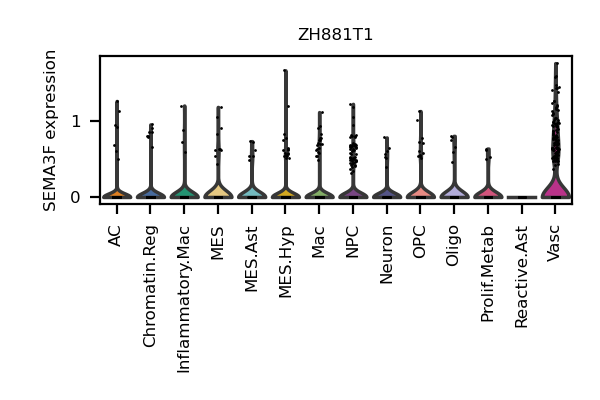 ZH881T1
SEMA3F expression
1
0
AC
Chromatin.Reg
Inflammatory.Mac
MES
MES.Ast
MES.Hyp
Mac
NPC
Neuron
OPC
Oligo
Prolif.Metab
Reactive.Ast
Vasc